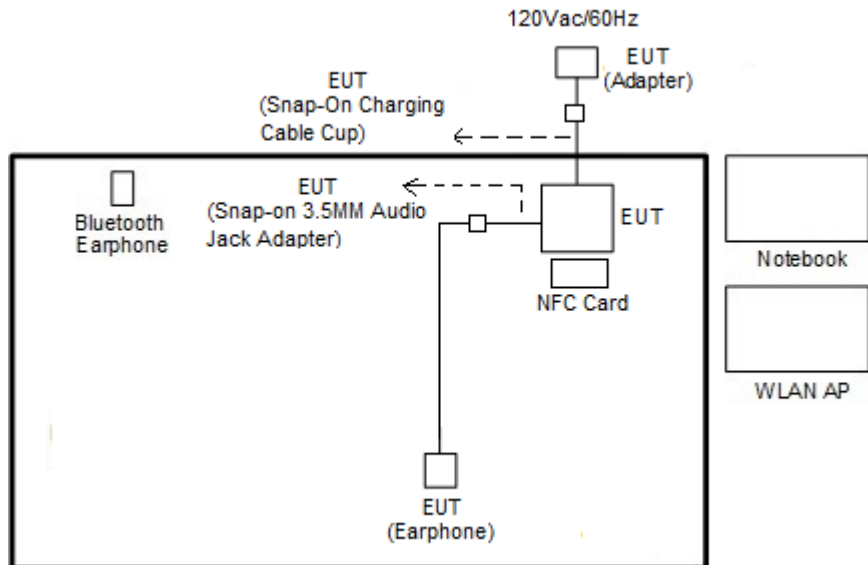 120Vac/60Hz
EUT
(Adapter)
EUT
(Snap-On Charging
Cable Cup)
Bluetooth
Earphone
EUT
(Snap-on 3.5MM Audio
Jack Adapter)
EUT
NFC Card
Notebook
WLAN AP
EUT
(Earphone)